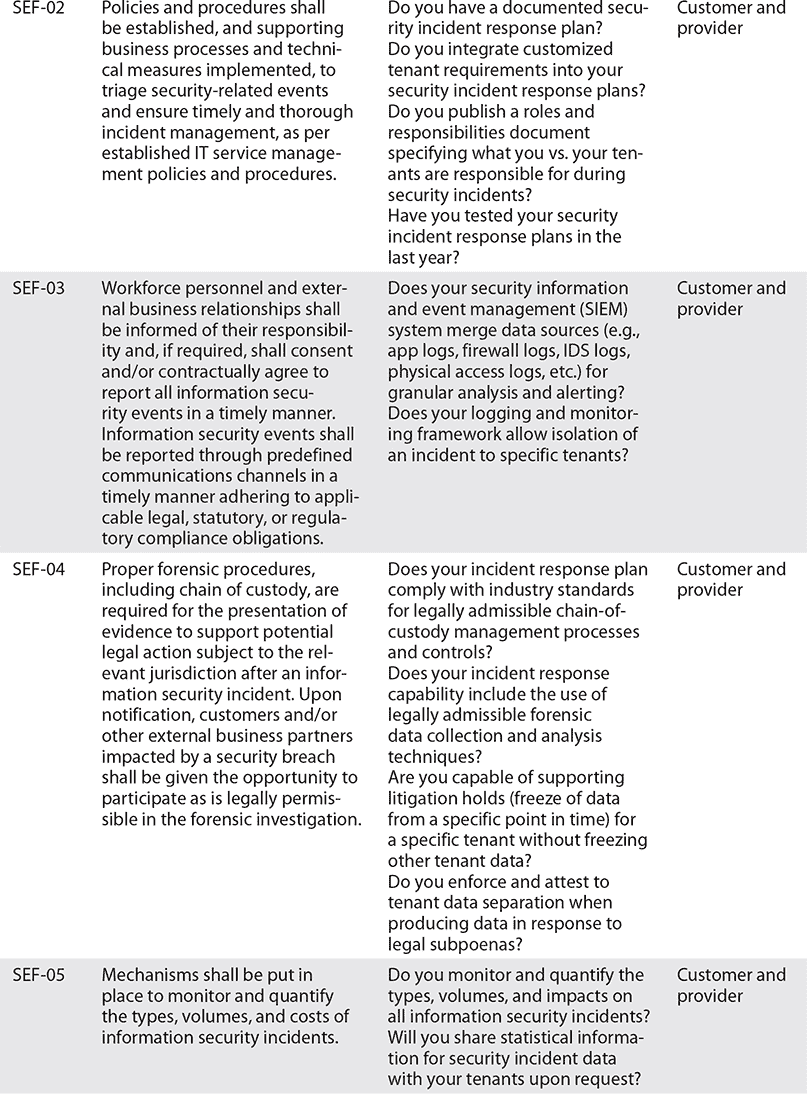 SEF-02
Policies and procedures shall
be established, and supporting
business processes and techni-
cal measures implemented, to
triage security-related events
and ensure timely and thorough
incident management, as per
established IT service manage-
ment policies and procedures.
Do you have a documented secu-
rity incident response plan?
Do you integrate customized
tenant requirements into your
security incident response plans?
Do you publish a roles and
responsibilities document
specifying what you vs. your ten-
ants are responsible for during
security incidents?
Have you tested your security
incident response plans in the
last year?
Customer and
provider
SEF-03
Workforce personnel and exter-
nal business relationships shall
be informed of their responsibil-
ity and, if required, shall consent
and/or contractually agree to
report all information secu-
rity events in a timely manner.
Information security events shall
be reported through predefined
communications channels in a
timely manner adhering to appli-
cable legal, statutory, or regula-
tory compliance obligations.
Does your security information
and event management (SIEM)
system merge data sources (e.g.,
app logs, firewall logs, IDS logs,
physical access logs, etc.) for
granular analysis and alerting?
Does your logging and monitor-
ing framework allow isolation of
an incident to specific tenants?
Customer and
provider
SEF-04
Proper forensic procedures,
including chain of custody, are
required for the presentation of
evidence to support potential
legal action subject to the rel-
evant jurisdiction after an infor-
mation security incident. Upon
notification, customers and/or
other external business partners
impacted by a security breach
shall be given the opportunity to
participate as is legally permis-
sible in the forensic investigation.
Does your incident response plan
comply with industry standards
for legally admissible chain-of-
custody management processes
and controls?
Does your incident response
capability include the use of
legally admissible forensic
data collection and analysis
techniques?
Are you capable of supporting
litigation holds (freeze of data
from a specific point in time) for
a specific tenant without freezing
other tenant data?
Do you enforce and attest to
tenant data separation when
producing data in response to
legal subpoenas?
Customer and
provider
SEF-05
Mechanisms shall be put in
place to monitor and quantify
the types, volumes, and costs of
information security incidents.
Do you monitor and quantify the
types, volumes, and impacts on
all information security incidents?
Will you share statistical informa-
tion for security incident data
with your tenants upon request?
Customer and
provider